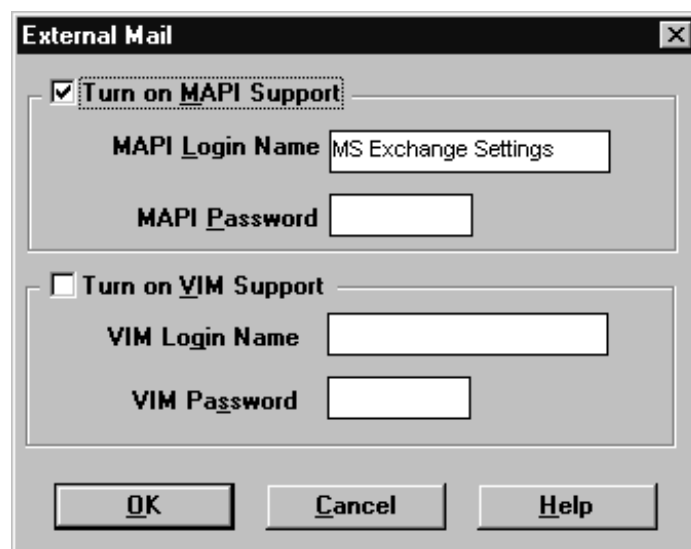 External Mail
Turn on MAPI Support
MAPI Login Name MS Exchange Settings
MAPI Password
Turn on VIM Support
VIM Login Name
VIM Password
OK Cancel Help